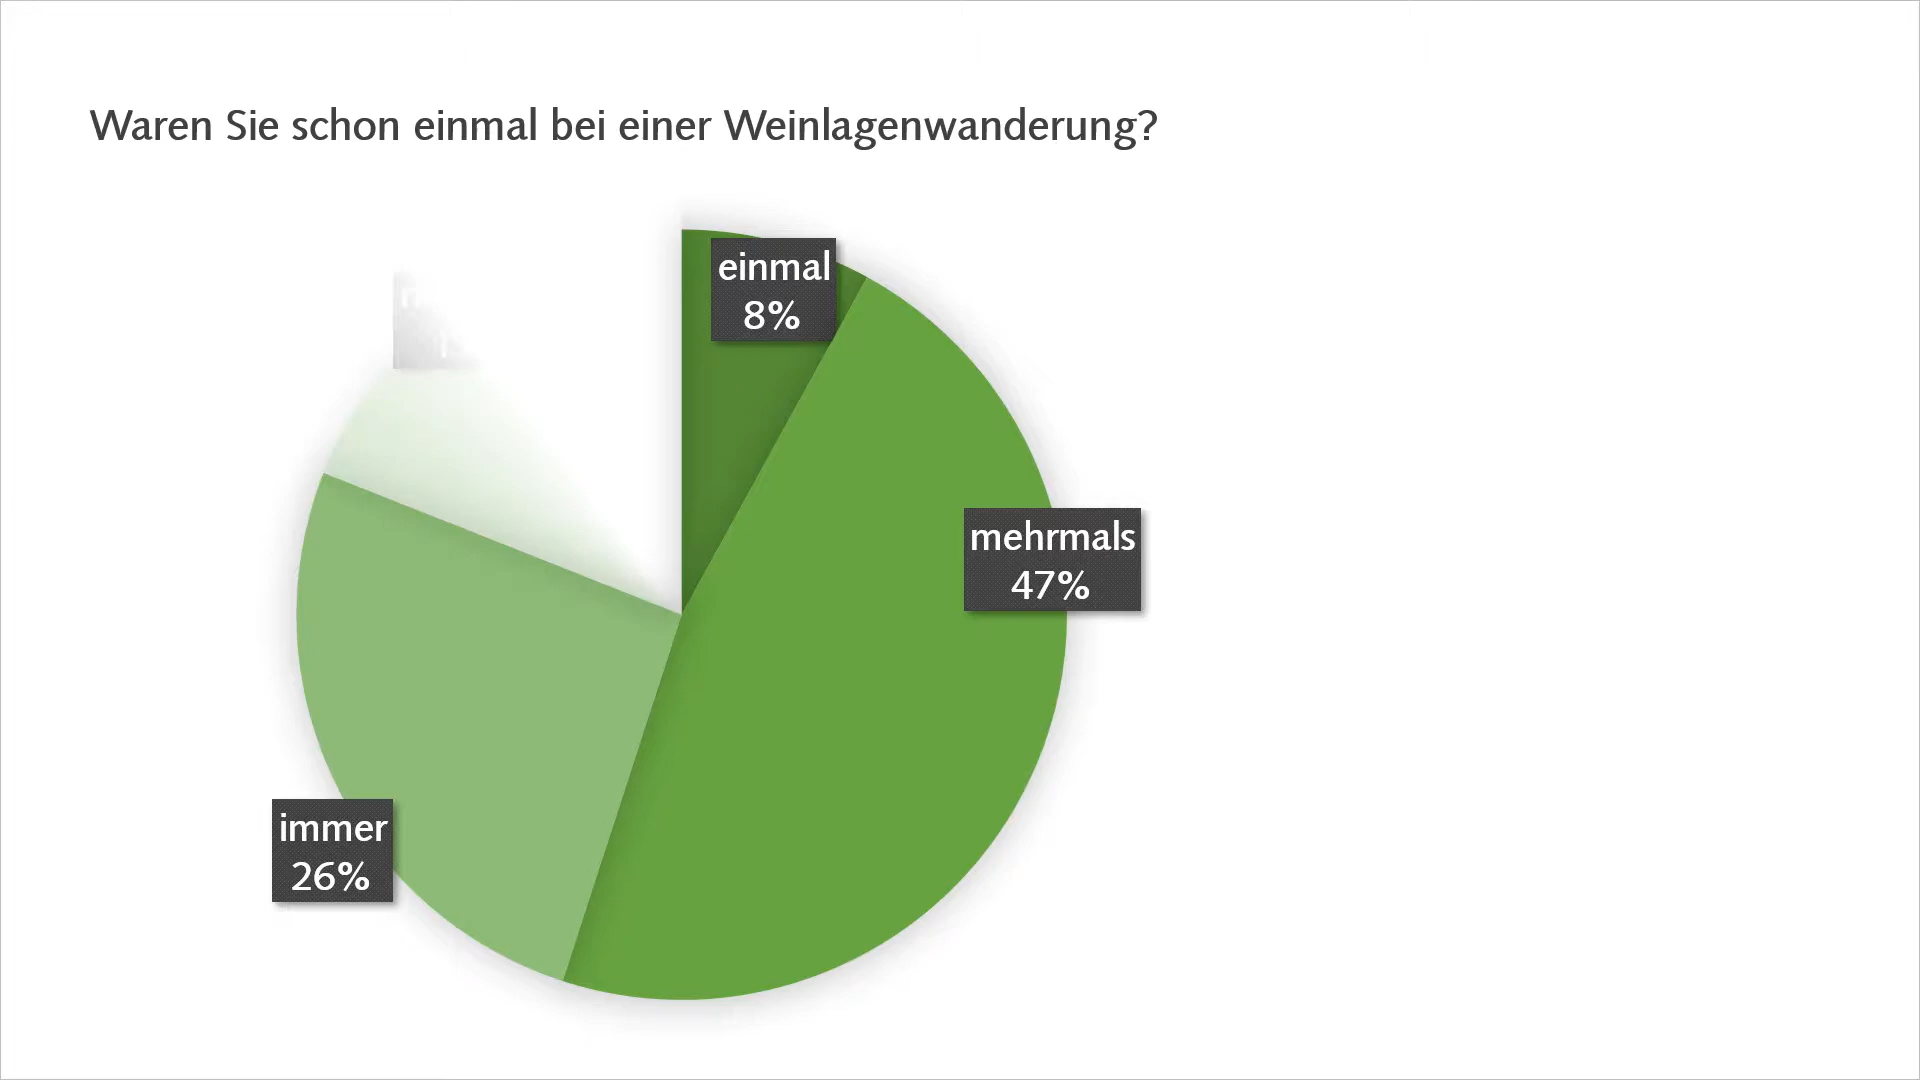 Waren Sie schon einmal bei einer Weinlagenwanderung?
einmal
8%
mehrmals
47%
immer
26%